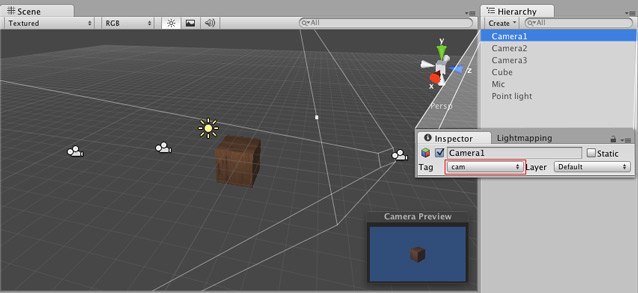 Scene
Textured
RGB
All
y
z
x
Persp
Camera Preview
Hierarchy
Create
All
Camera1
Camera2
Camera3
Cube
Mic
Point light
Inspector
Lightmapping
Camera1
Static
Tag
cam
Layer
Default